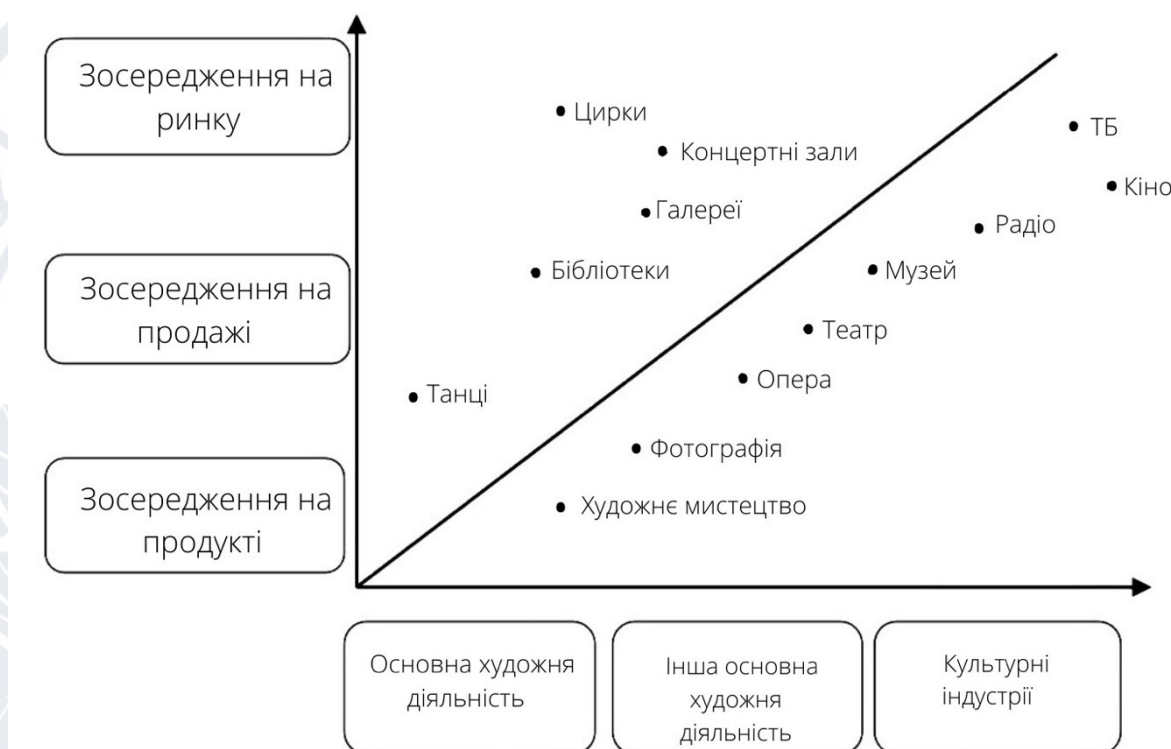 Зосередження на
ринку
Цирки
ТБ
Концертні зали
Кіно
Галереї
Радіо
Зосередження на
продажі
Бібліотеки
Музей
Театр
Опера
Танці
Фотографія
Зосередження на
продукті
Художнє мистецтво
Основна художня
діяльність
Інша основна
художня
діяльність
Культурні
індустрії